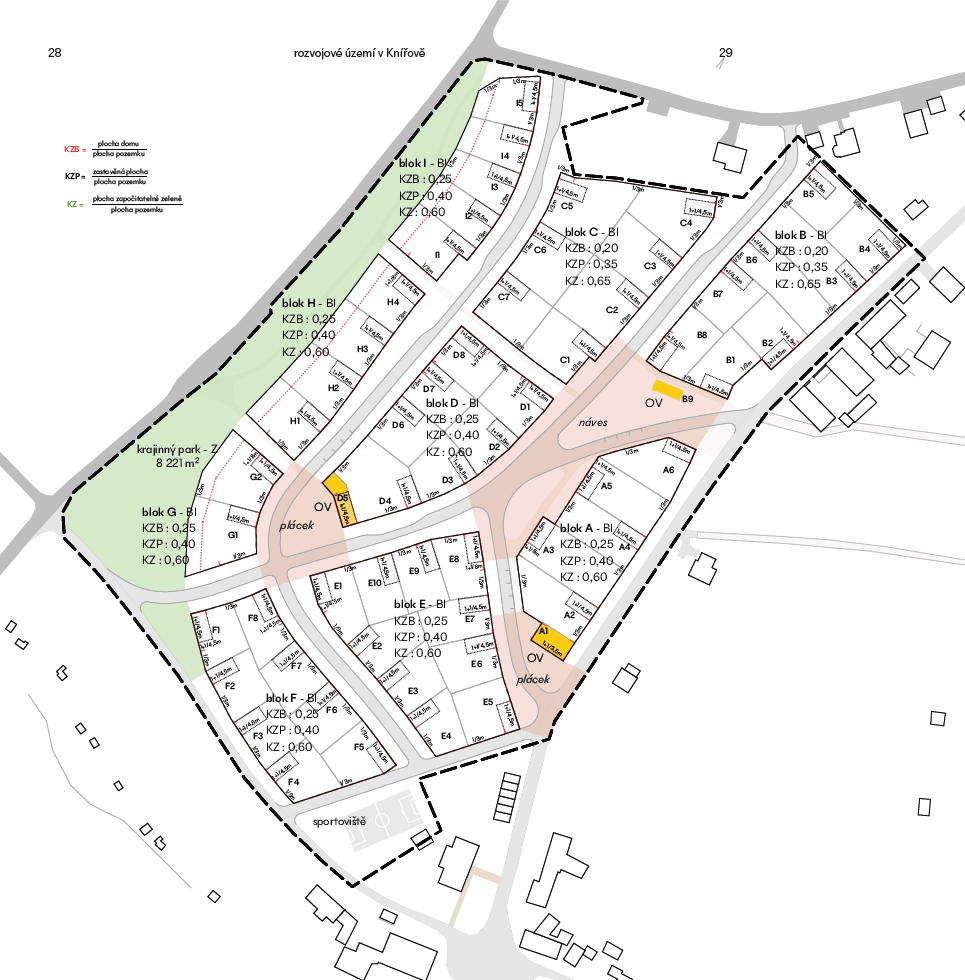 28
rozvojové území v Knířově
29
KZB = plocha domu
plocha pozemku
KZP = zastavěná plocha
plocha pozemku
KZ = plocha započitatelné zeleně
plocha pozemku
blok I - BI
KZB : 0,25
KZP : 0,40
KZ : 0,60
I5
I4
I3
I2
I1
blok C - BI
KZB : 0,20
KZP : 0,35
KZ : 0,65
C5
C4
C6
C3
C7
C2
C1
blok B - BI
KZB : 0,20
KZP : 0,35
KZ : 0,65
B5
B4
B6
B3
B7
B8
B2
B1
B9
OV
náves
blok H - BI
KZB : 0,25
KZP : 0,40
KZ : 0,60
H4
H3
H2
H1
blok D - BI
KZB : 0,25
KZP : 0,40
KZ : 0,60
D8
D7
D1
D6
D2
D3
D4
D5
OV
plácek
krajinný park - Z
8 221 m²
blok G - BI
KZB : 0,25
KZP : 0,40
KZ : 0,60
G2
G1
blok A - BI
KZB : 0,25
KZP : 0,40
KZ : 0,60
A6
A5
A4
A3
A2
A1
OV
plácek
blok E - BI
KZB : 0,25
KZP : 0,40
KZ : 0,60
E1
E10
E9
E8
E7
E2
E6
E3
E5
E4
blok F - BI
KZB : 0,25
KZP : 0,40
KZ : 0,60
F1
F8
F7
F2
F6
F3
F5
F4
sportoviště